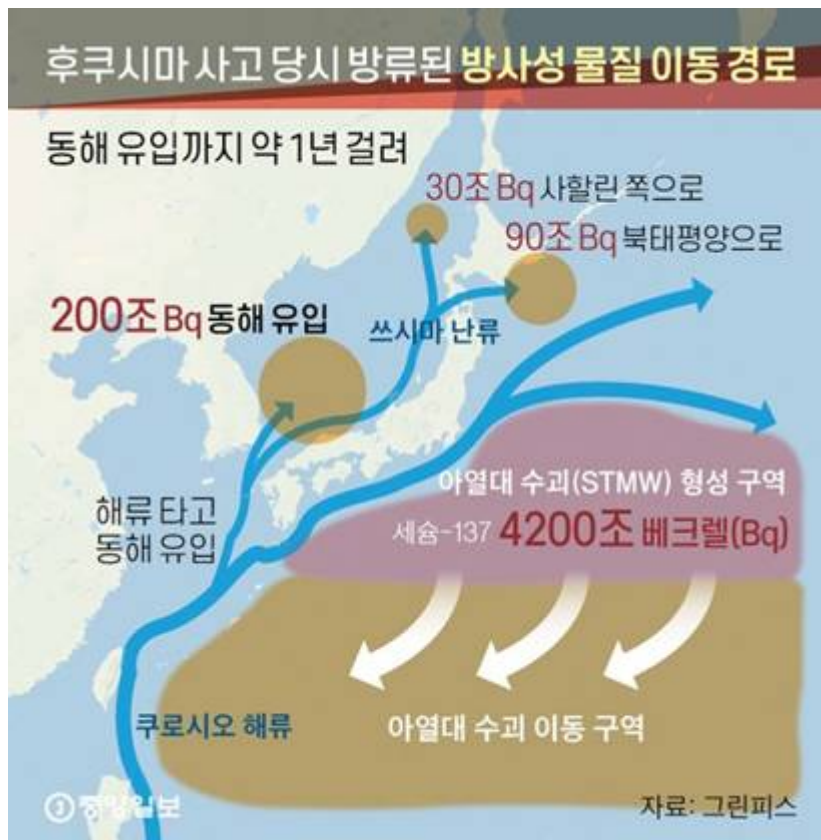 후쿠시마 사고 당시 방류된 방사성 물질 이동 경로
동해 유입까지 약 1년 걸려
30조 Bq 사할린 쪽으로
90조 Bq 북태평양으로
200조 Bq 동해 유입
쓰시마 난류
아열대 수괴(STMW) 형성 구역
세슘-137 4200조 베크렐(Bq)
해류 타고
동해 유입
쿠로시오 해류
아열대 수괴 이동 구역
중앙일보
자료: 그린피스